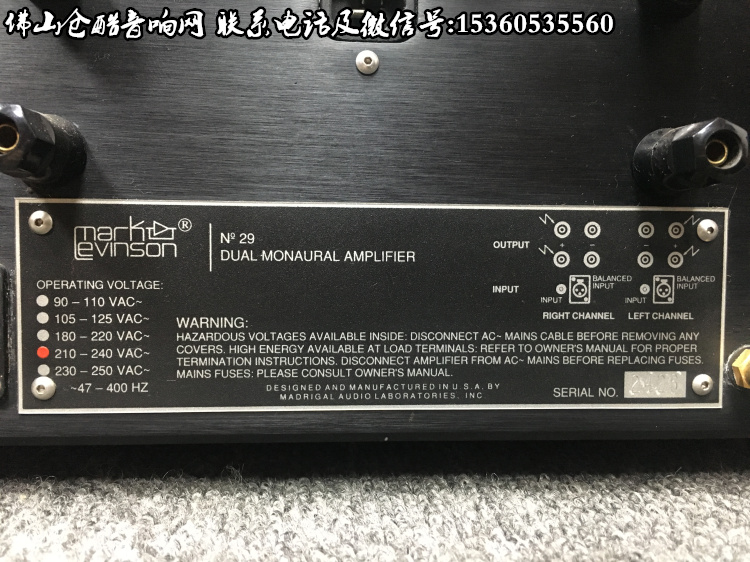 佛山仓酷音响网 联系电话及微信号:15360535560
mark levinson®
Nº 29
DUAL MONAURAL AMPLIFIER
OPERATING VOLTAGE:
90 – 110 VAC~
105 – 125 VAC~
180 – 220 VAC~
210 – 240 VAC~
230 – 250 VAC~
~47 – 400 HZ
OUTPUT
+ − − +
+ − − +
INPUT
INPUT
BALANCED INPUT
INPUT
BALANCED INPUT
RIGHT CHANNEL
LEFT CHANNEL
WARNING:
HAZARDOUS VOLTAGES AVAILABLE INSIDE: DISCONNECT AC~ MAINS CABLE BEFORE REMOVING ANY
COVERS. HIGH ENERGY AVAILABLE AT LOAD TERMINALS: REFER TO OWNER'S MANUAL FOR PROPER
TERMINATION INSTRUCTIONS. DISCONNECT AMPLIFIER FROM AC~ MAINS BEFORE REPLACING FUSES.
MAINS FUSES: PLEASE CONSULT OWNER'S MANUAL.
DESIGNED AND MANUFACTURED IN U.S.A. BY
MADRIGAL AUDIO LABORATORIES, INC
SERIAL NO.